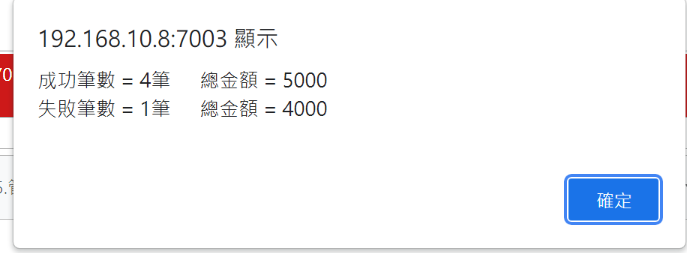 192.168.10.8:7003 顯示
成功筆數 = 4筆 總金額 = 5000
失敗筆數 = 1筆 總金額 = 4000
確定